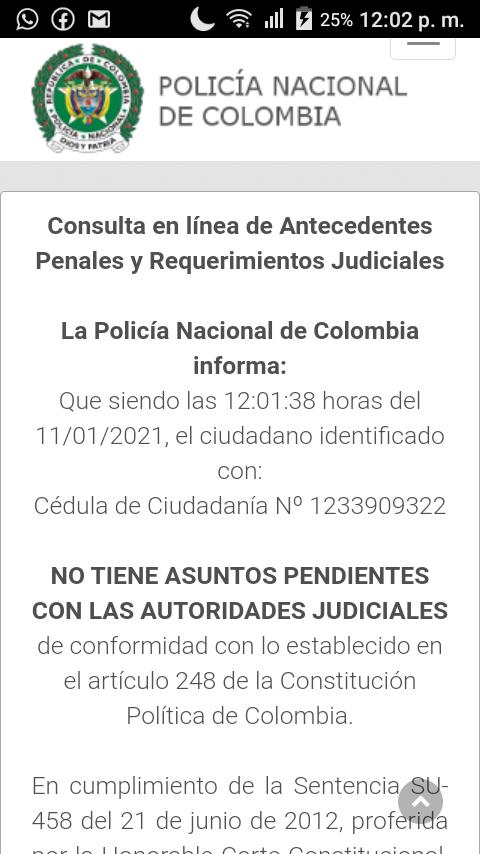 25% 12:02 p. m.
REPÚBLICA DE COLOMBIA
POLICÍA NACIONAL
DIOS Y PATRIA
POLICÍA NACIONAL
DE COLOMBIA
Consulta en línea de Antecedentes
Penales y Requerimientos Judiciales
La Policía Nacional de Colombia
informa:
Que siendo las 12:01:38 horas del
11/01/2021, el ciudadano identificado
con:
Cédula de Ciudadanía Nº 1233909322
NO TIENE ASUNTOS PENDIENTES
CON LAS AUTORIDADES JUDICIALES
de conformidad con lo establecido en
el artículo 248 de la Constitución
Política de Colombia.
En cumplimiento de la Sentencia SU-
458 del 21 de junio de 2012, proferida
por la Honorable Corte Constitucional,